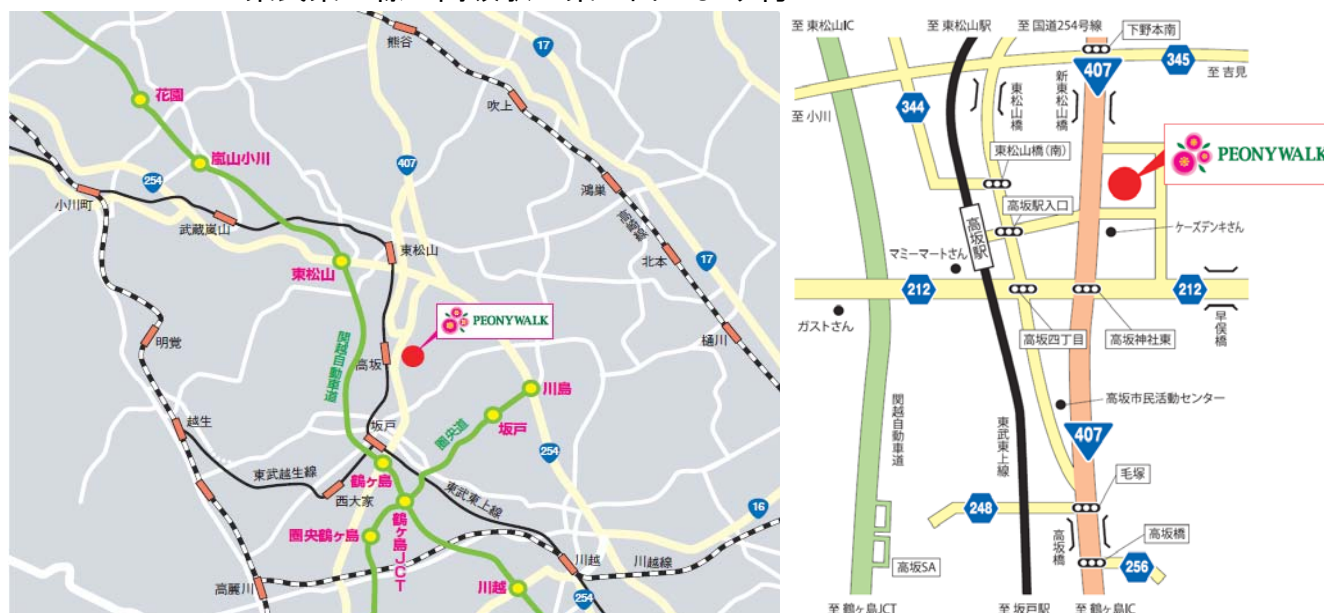 熊谷
17
花園
吹上
嵐山小川
407
254
小川町
武蔵嵐山
鴻巣
高崎線
東松山
東松山
17
北本
PEONYWALK
明覚
関越自動車道
高坂
樋川
川島
越生
圏央道
坂戸
坂戸
254
東武越生線
鶴ヶ島
西大家
東武東上線
16
圏央鶴ヶ島
鶴ヶ島JCT
川越
川越線
高麗川
川越
254
至 東松山IC
至 東松山駅
至 国道254号線
下野本南
407
345
至 吉見
344
東松山橋
新東松山橋
至 小川
東松山橋(南)
PEONYWALK
高坂駅入口
高坂駅
ケーズデンキさん
マミーマートさん
212
212
ガストさん
高坂四丁目
高坂神社東
早俣橋
関越自動車道
高坂市民活動センター
東武東上線
407
毛塚
248
高坂橋
高坂橋
高坂SA
256
至 鶴ヶ島JCT
至 坂戸駅
至 鶴ヶ島IC